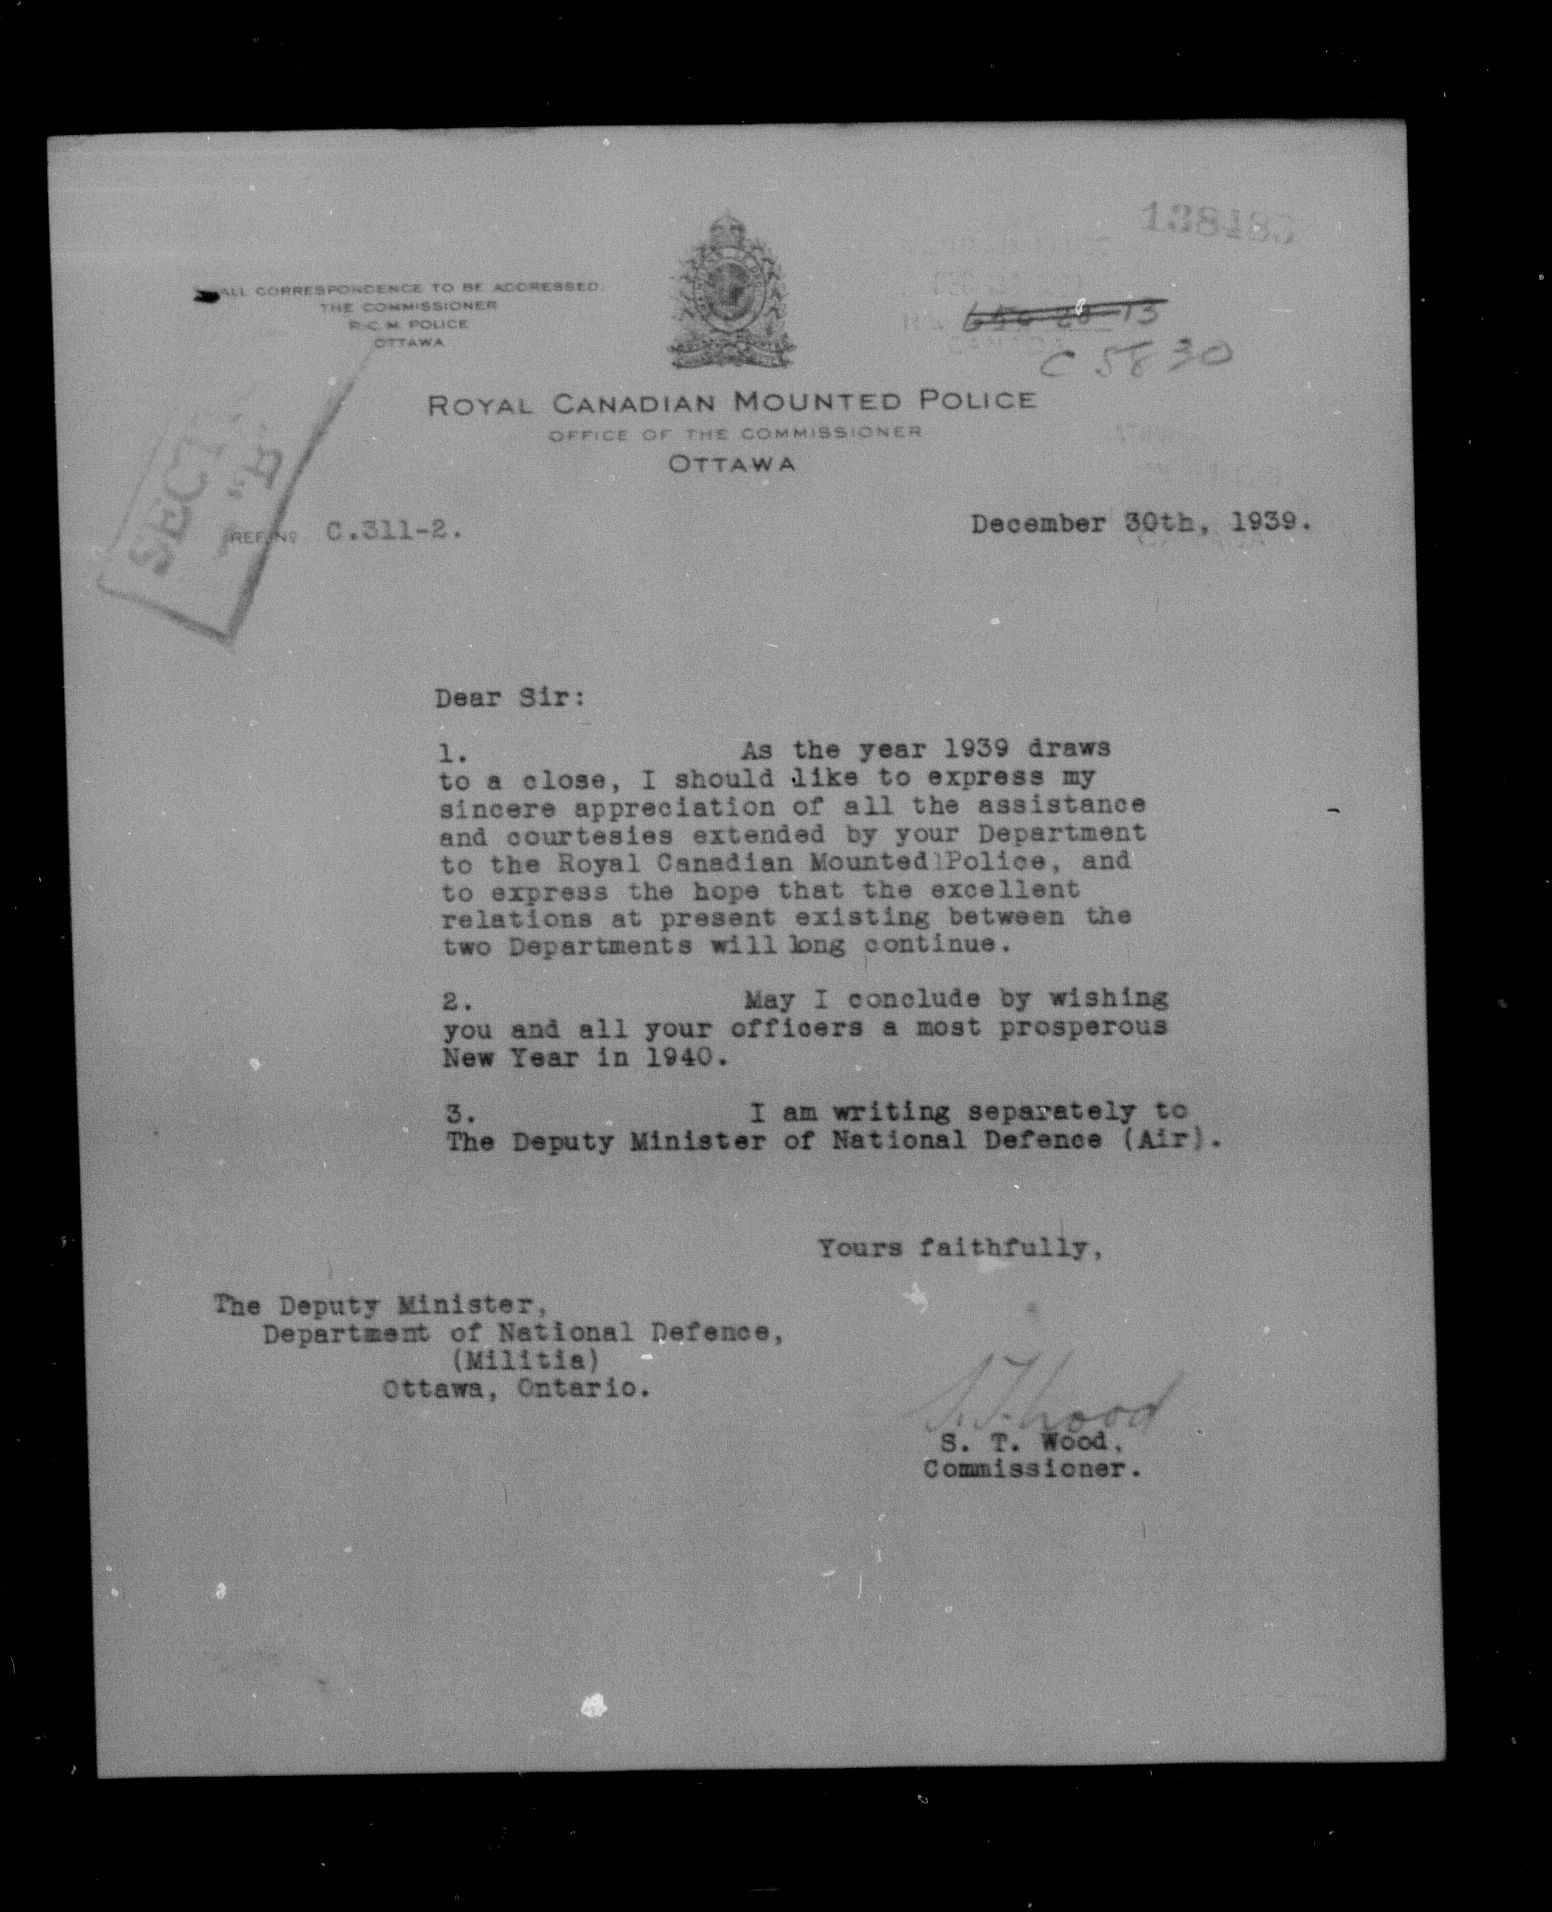 138485
ALL CORRESPONDENCE TO BE ADDRESSED
THE COMMISSIONER
R.C.M. POLICE
OTTAWA
C 5830
ROYAL CANADIAN MOUNTED POLICE
OFFICE OF THE COMMISSIONER
OTTAWA
REF. No C.311-2.
December 30th, 1939.
Dear Sir:
1. As the year 1939 draws
to a close, I should like to express my
sincere appreciation of all the assistance
and courtesies extended by your Department
to the Royal Canadian Mounted Police, and
to express the hope that the excellent
relations at present existing between the
two Departments will long continue.
2. May I conclude by wishing
you and all your officers a most prosperous
New Year in 1940.
3. I am writing separately to
The Deputy Minister of National Defence (Air).
Yours faithfully,
The Deputy Minister,
Department of National Defence,
(Militia)
Ottawa, Ontario.
S. T. Wood
S. T. Wood,
Commissioner.